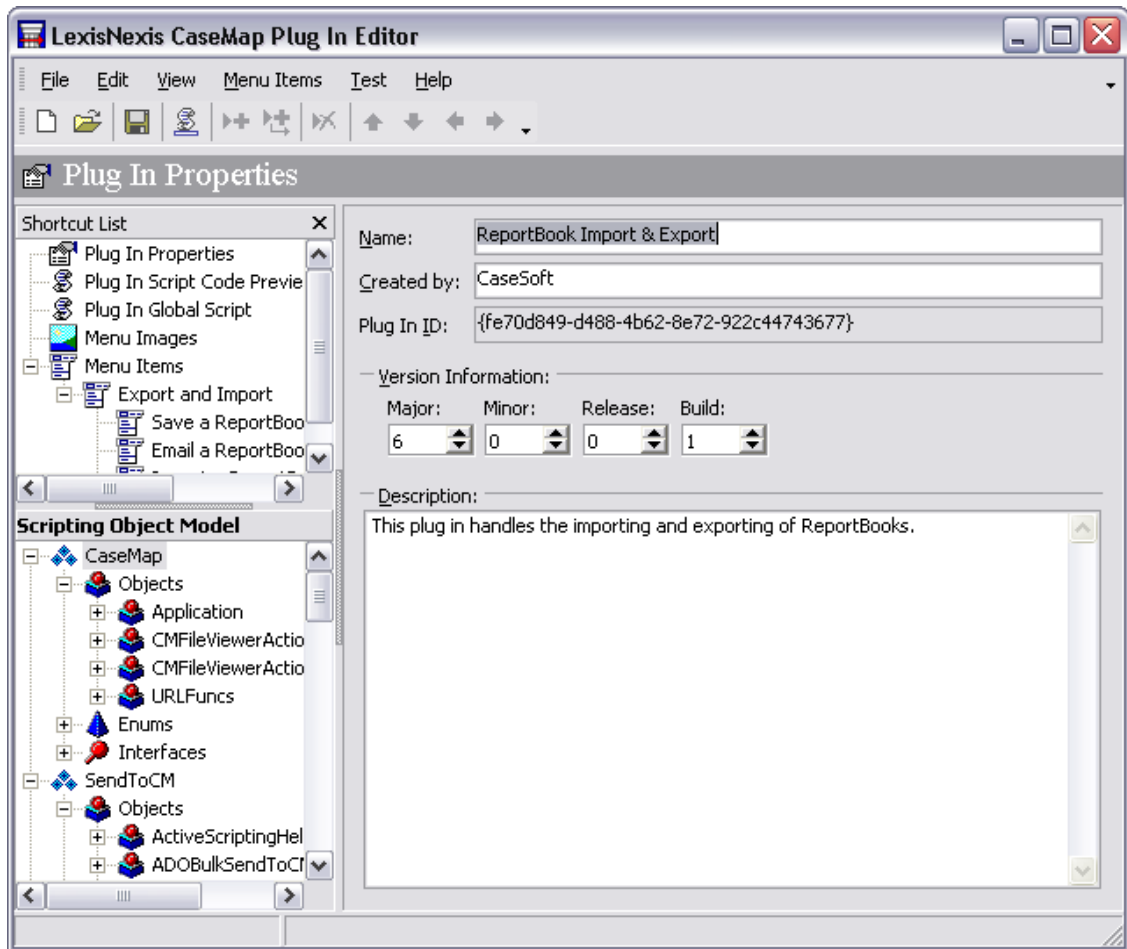 LexisNexis CaseMap Plug In Editor
File Edit View Menu Items Test Help
Plug In Properties
Shortcut List
Plug In Properties
Plug In Script Code Previe
Plug In Global Script
Menu Images
Menu Items
Export and Import
Save a ReportBoo
Email a ReportBoo
Scripting Object Model
CaseMap
Objects
Application
CMFileViewerActio
CMFileViewerActio
URLFuncs
Enums
Interfaces
SendToCM
Objects
ActiveScriptingHel
ADOBulkSendToCM
Name: ReportBook Import & Export
Created by: CaseSoft
Plug In ID: {fe70d849-d488-4b62-8e72-922c44743677}
Version Information:
Major: Minor: Release: Build:
6 0 0 1
Description:
This plug in handles the importing and exporting of ReportBooks.